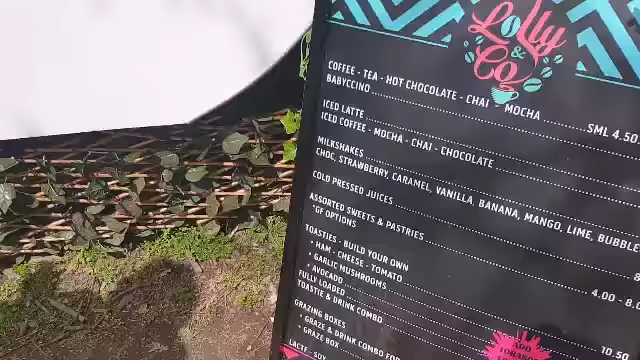 Lolly
&
Co
COFFEE - TEA - HOT CHOCOLATE - CHAI - MOCHA SML 4.50
BABYCCINO
ICED LATTE
ICED COFFEE - MOCHA - CHAI - CHOCOLATE
MILKSHAKES
CHOC, STRAWBERRY, CARAMEL, VANILLA, BANANA, MANGO, LIME, BUBBLE
COLD PRESSED JUICES
ASSORTED SWEETS & PASTRIES 4.00 - 8.0
*GF OPTIONS
TOASTIES - BUILD YOUR OWN
• HAM - CHEESE - TOMATO
• GARLIC MUSHROOMS
• AVOCADO
FULLY LOADED 10.50
TOASTIE & DRINK COMBO
GRAZING BOXES
• GRAZE & DRINK COMBO FOR
• GRAZE BOX
ADD
LACTE - SOY